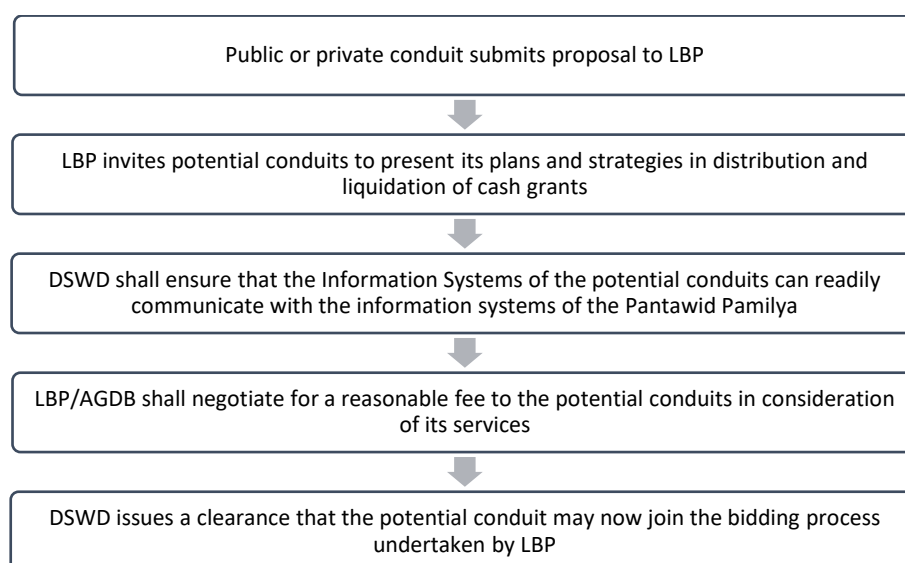 Public or private conduit submits proposal to LBP
LBP invites potential conduits to present its plans and strategies in distribution and
liquidation of cash grants
DSWD shall ensure that the Information Systems of the potential conduits can readily
communicate with the information systems of the Pantawid Pamilya
LBP/AGDB shall negotiate for a reasonable fee to the potential conduits in consideration
of its services
DSWD issues a clearance that the potential conduit may now join the bidding process
undertaken by LBP